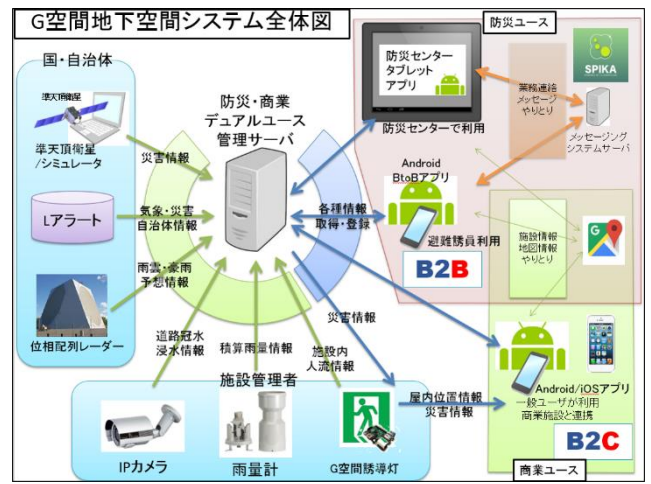 G空間地下空間システム全体図
国・自治体
準天頂衛星
準天頂衛星
/シミュレータ
Lアラート
位相配列レーダー
災害情報
気象・災害
自治体情報
雨雲・豪雨
予想情報
防災・商業
デュアルユース
管理サーバ
各種情報
取得・登録
道路冠水
浸水情報
積算雨量情報
施設内
人流情報
災害情報
施設管理者
IPカメラ
雨量計
G空間誘導灯
屋内位置情報
災害情報
防災ユース
防災センター
タブレット
アプリ
防災センターで利用
業務連絡
メッセージ
やりとり
SPIKA
メッセージング
システムサーバ
Android
BtoBアプリ
避難誘員利用
B2B
施設情報
地図情報
やりとり
G
Android/iOSアプリ
一般ユーザが利用
商業施設と連携
B2C
商業ユース